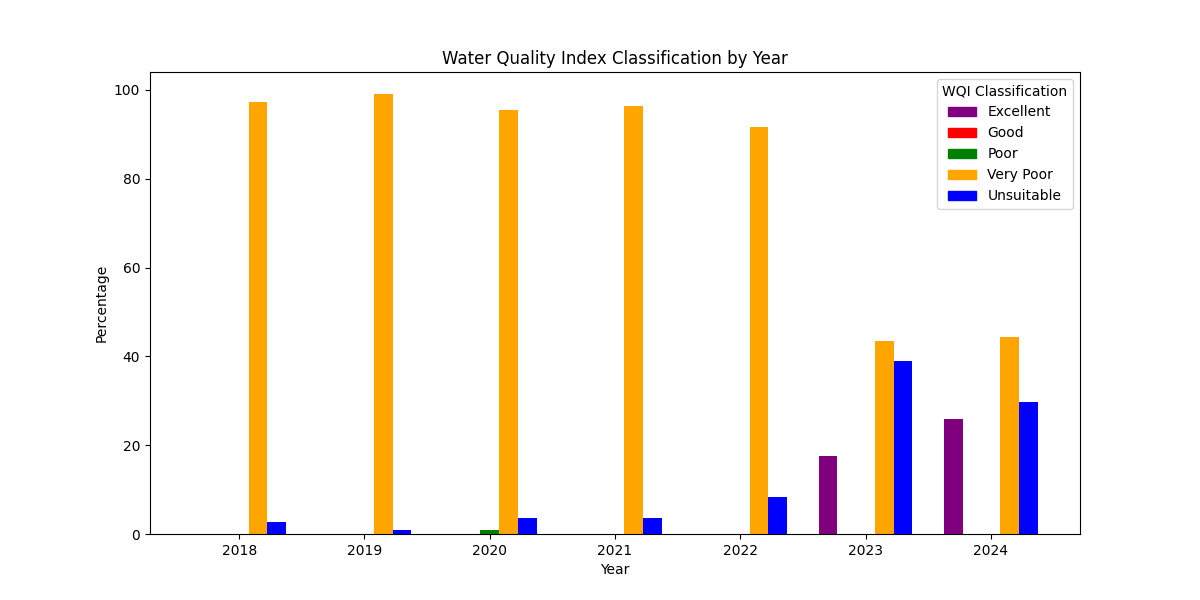 Water Quality Index Classification by Year
100
80
60
40
20
0
Percentage
WQI Classification
Excellent
Good
Poor
Very Poor
Unsuitable
2018 2019 2020 2021 2022 2023 2024
Year